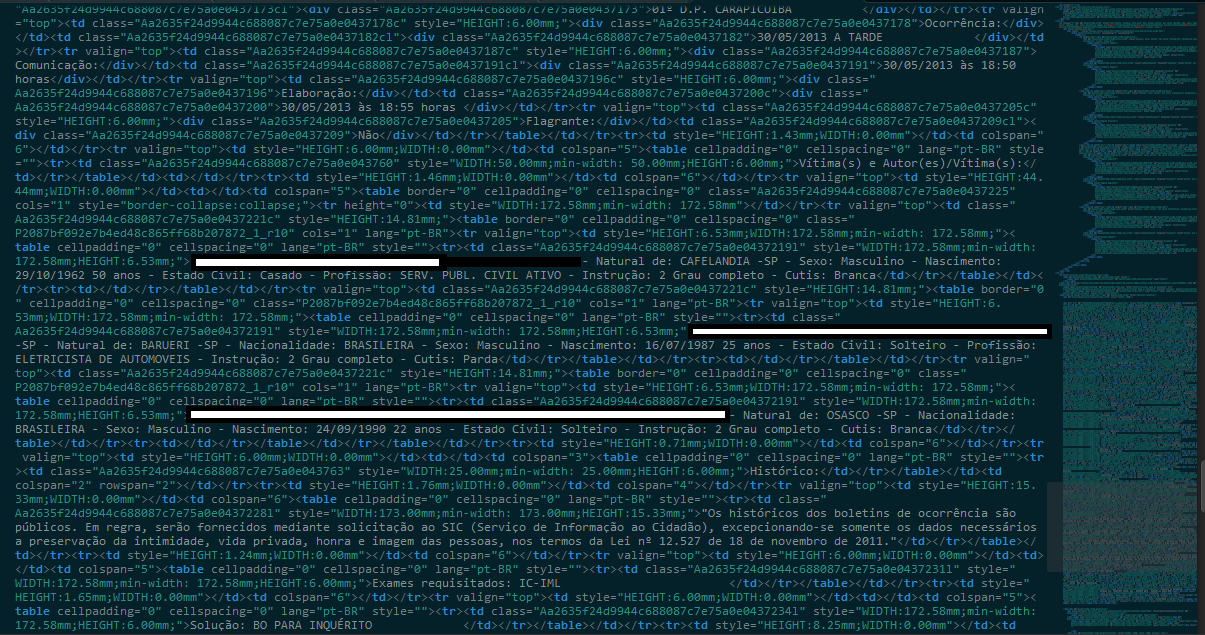 "Aa2635f24d9944c688087c7e75a0e0437173cl"><div class="Aa2635f24d9944c688087c7e75a0e0437173">01º D.P. CARAPICUIBA </div></td></tr><tr valign
="top"><td class="Aa2635f24d9944c688087c7e75a0e0437178c" style="HEIGHT:6.00mm;"><div class="Aa2635f24d9944c688087c7e75a0e0437178">Ocorrência:</div>
</td><td class="Aa2635f24d9944c688087c7e75a0e0437182cl"><div class="Aa2635f24d9944c688087c7e75a0e0437182">30/05/2013 A TARDE </div></td
></tr><tr valign="top"><td class="Aa2635f24d9944c688087c7e75a0e0437187c" style="HEIGHT:6.00mm;"><div class="Aa2635f24d9944c688087c7e75a0e0437187">
Comunicação:</div></td><td class="Aa2635f24d9944c688087c7e75a0e0437191cl"><div class="Aa2635f24d9944c688087c7e75a0e0437191">30/05/2013 às 18:50
horas</div></td></tr><tr valign="top"><td class="Aa2635f24d9944c688087c7e75a0e0437196c" style="HEIGHT:6.00mm;"><div class="
Aa2635f24d9944c688087c7e75a0e0437196">Elaboração:</div></td><td class="Aa2635f24d9944c688087c7e75a0e0437200c"><div class="
Aa2635f24d9944c688087c7e75a0e0437200">30/05/2013 às 18:55 horas </div></td></tr><tr valign="top"><td class="Aa2635f24d9944c688087c7e75a0e0437205c"
style="HEIGHT:6.00mm;"><div class="Aa2635f24d9944c688087c7e75a0e0437205">Flagrante:</div></td><td class="Aa2635f24d9944c688087c7e75a0e0437209cl"><
div class="Aa2635f24d9944c688087c7e75a0e0437209">Não</div></td></tr></table></td></tr><tr><td style="HEIGHT:1.43mm;WIDTH:0.00mm"></td><td colspan="
6"></td></tr><tr valign="top"><td style="HEIGHT:6.00mm;WIDTH:0.00mm"></td><td colspan="5"><table cellpadding="0" cellspacing="0" lang="pt-BR" style
=""><tr><td class="Aa2635f24d9944c688087c7e75a0e043760" style="WIDTH:50.00mm;min-width: 50.00mm;HEIGHT:6.00mm;">Vítima(s) e Autor(es)/Vítima(s):</
td></tr></table></td><td></td></tr><tr><td style="HEIGHT:1.46mm;WIDTH:0.00mm"></td><td colspan="6"></td></tr><tr valign="top"><td style="HEIGHT:44.
44mm;WIDTH:0.00mm"></td><td></td><td colspan="5"><table border="0" cellpadding="0" cellspacing="0" class="Aa2635f24d9944c688087c7e75a0e0437225"
cols="1" style="border-collapse:collapse;"><tr height="0"><td style="WIDTH:172.58mm;min-width: 172.58mm"></td></tr><tr valign="top"><td class="
Aa2635f24d9944c688087c7e75a0e0437221c" style="HEIGHT:14.81mm;"><table border="0" cellpadding="0" cellspacing="0" class="
P2087bf092e7b4ed48c865ff68b207872_1_r10" cols="1" lang="pt-BR"><tr valign="top"><td style="HEIGHT:6.53mm;WIDTH:172.58mm;min-width: 172.58mm;"><
table cellpadding="0" cellspacing="0" lang="pt-BR" style=""><tr><td class="Aa2635f24d9944c688087c7e75a0e0437219l" style="WIDTH:172.58mm;min-width:
172.58mm;HEIGHT:6.53mm;"> - Natural de: CAFELANDIA -SP - Sexo: Masculino - Nascimento:
29/10/1962 50 anos - Estado Civil: Casado - Profissão: SERV. PUBL. CIVIL ATIVO - Instrução: 2 Grau completo - Cutis: Branca</td></tr></table></td><
/tr></table></td></tr><tr valign="top"><td class="Aa2635f24d9944c688087c7e75a0e0437221c" style="HEIGHT:14.81mm;"><table border="0
" cellpadding="0" cellspacing="0" class="P2087bf092e7b4ed48c865ff68b207872_1_r10" cols="1" lang="pt-BR"><tr valign="top"><td style="HEIGHT:6.
53mm;WIDTH:172.58mm;min-width: 172.58mm;"><table cellpadding="0" cellspacing="0" lang="pt-BR" style=""><tr><td class="
Aa2635f24d9944c688087c7e75a0e0437219l" style="WIDTH:172.58mm;min-width: 172.58mm;HEIGHT:6.53mm;">
-SP - Natural de: BARUERI -SP - Nacionalidade: BRASILEIRA - Sexo: Masculino - Nascimento: 16/07/1987 25 anos - Estado Civil: Solteiro - Profissão:
ELETRICISTA DE AUTOMOVEIS - Instrução: 2 Grau completo - Cutis: Parda</td></tr></table></td></tr></table></td></tr><tr valign="
top"><td class="Aa2635f24d9944c688087c7e75a0e0437221c" style="HEIGHT:14.81mm;"><table border="0" cellpadding="0" cellspacing="0" class="
P2087bf092e7b4ed48c865ff68b207872_1_r10" cols="1" lang="pt-BR"><tr valign="top"><td style="HEIGHT:6.53mm;WIDTH:172.58mm;min-width: 172.58mm;"><
table cellpadding="0" cellspacing="0" lang="pt-BR" style=""><tr><td class="Aa2635f24d9944c688087c7e75a0e0437219l" style="WIDTH:172.58mm;min-width:
172.58mm;HEIGHT:6.53mm;"> - Natural de: OSASCO -SP - Nacionalidade:
BRASILEIRA - Sexo: Masculino - Nascimento: 24/09/1990 22 anos - Estado Civil: Solteiro - Instrução: 2 Grau completo - Cutis: Branca</td></tr></
table></td></tr><tr><td></td></tr></table></td></tr></table></td></tr><tr><td style="HEIGHT:0.71mm;WIDTH:0.00mm"></td><td colspan="6"></td></tr><tr
valign="top"><td style="HEIGHT:6.00mm;WIDTH:0.00mm"></td><td></td><td colspan="3"><table cellpadding="0" cellspacing="0" lang="pt-BR" style=""><tr
><td class="Aa2635f24d9944c688087c7e75a0e043763" style="WIDTH:25.00mm;min-width: 25.00mm;HEIGHT:6.00mm;">Histórico:</td></tr></table></td><td
colspan="2" rowspan="2"></td></tr><tr><td style="HEIGHT:1.76mm;WIDTH:0.00mm"></td><td colspan="4"></td></tr><tr valign="top"><td style="HEIGHT:15.
33mm;WIDTH:0.00mm"></td><td colspan="6"><table cellpadding="0" cellspacing="0" lang="pt-BR" style=""><tr><td class="
Aa2635f24d9944c688087c7e75a0e04372281" style="WIDTH:173.00mm;min-width: 173.00mm;HEIGHT:15.33mm;">"Os históricos dos boletins de ocorrência são
públicos. Em regra, serão fornecidos mediante solicitação ao SIC (Serviço de Informação ao Cidadão), excepcionando-se somente os dados necessários
a preservação da intimidade, vida privada, honra e imagem das pessoas, nos termos da Lei nº 12.527 de 18 de novembro de 2011."</td></tr></table></
td></tr><tr><td style="HEIGHT:1.24mm;WIDTH:0.00mm"></td><td colspan="6"></td></tr><tr valign="top"><td style="HEIGHT:6.00mm;WIDTH:0.00mm"></td><td>
</td><td colspan="5"><table cellpadding="0" cellspacing="0" lang="pt-BR" style=""><tr><td class="Aa2635f24d9944c688087c7e75a0e0437231l" style="
WIDTH:172.58mm;min-width: 172.58mm;HEIGHT:6.00mm;">Exames requisitados: IC-IML </td></tr></table></td></tr><tr><td style="
HEIGHT:1.65mm;WIDTH:0.00mm"></td><td colspan="6"></td></tr><tr valign="top"><td style="HEIGHT:6.00mm;WIDTH:0.00mm"></td><td></td><td colspan="5"><
table cellpadding="0" cellspacing="0" lang="pt-BR" style=""><tr><td class="Aa2635f24d9944c688087c7e75a0e0437234l" style="WIDTH:172.58mm;min-width:
172.58mm;HEIGHT:6.00mm;">Solução: BO PARA INQUÉRITO </td></tr></table></td></tr><tr><td style="HEIGHT:8.25mm;WIDTH:0.00mm"></td><td